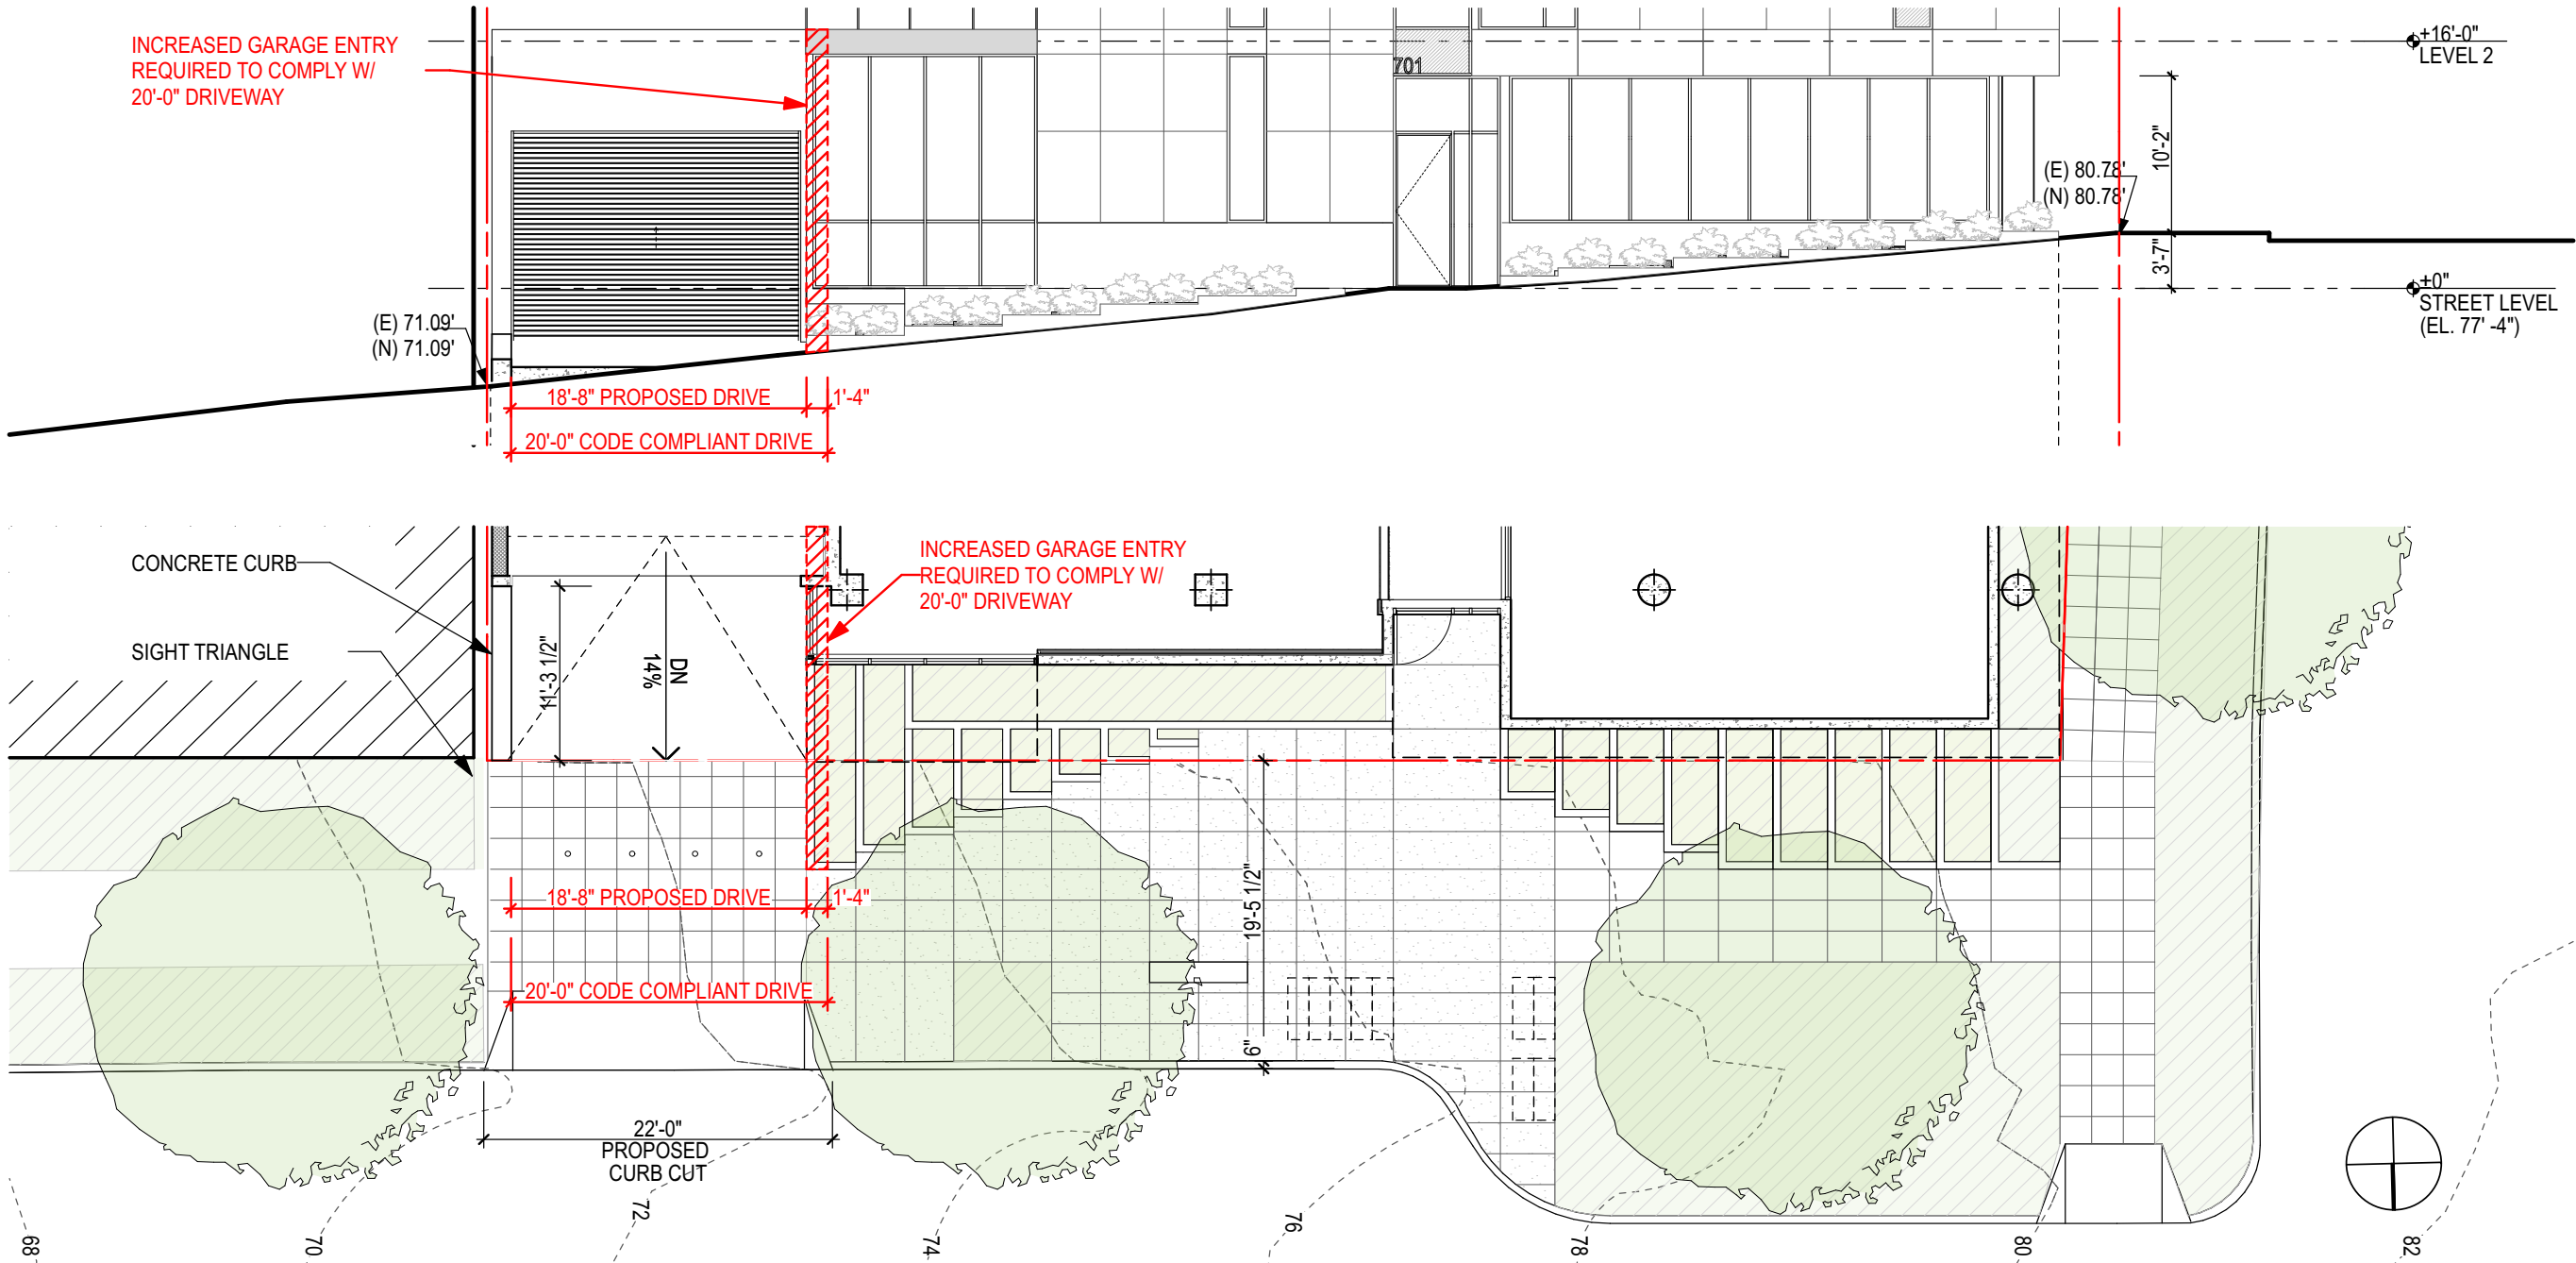 INCREASED GARAGE ENTRY
REQUIRED TO COMPLY W/
20'-0" DRIVEWAY
701
+16'-0"
LEVEL 2
10'-2"
(E) 80.78'
(N) 80.78'
3'-7"
±0"
STREET LEVEL
(EL. 77' -4")
(E) 71.09'
(N) 71.09'
18'-8" PROPOSED DRIVE
1'-4"
20'-0" CODE COMPLIANT DRIVE
CONCRETE CURB
SIGHT TRIANGLE
11'-3 1/2"
DN
14%
INCREASED GARAGE ENTRY
REQUIRED TO COMPLY W/
20'-0" DRIVEWAY
18'-8" PROPOSED DRIVE
1'-4"
20'-0" CODE COMPLIANT DRIVE
19'-5 1/2"
6"
22'-0"
PROPOSED
CURB CUT
68
70
72
74
76
78
80
82